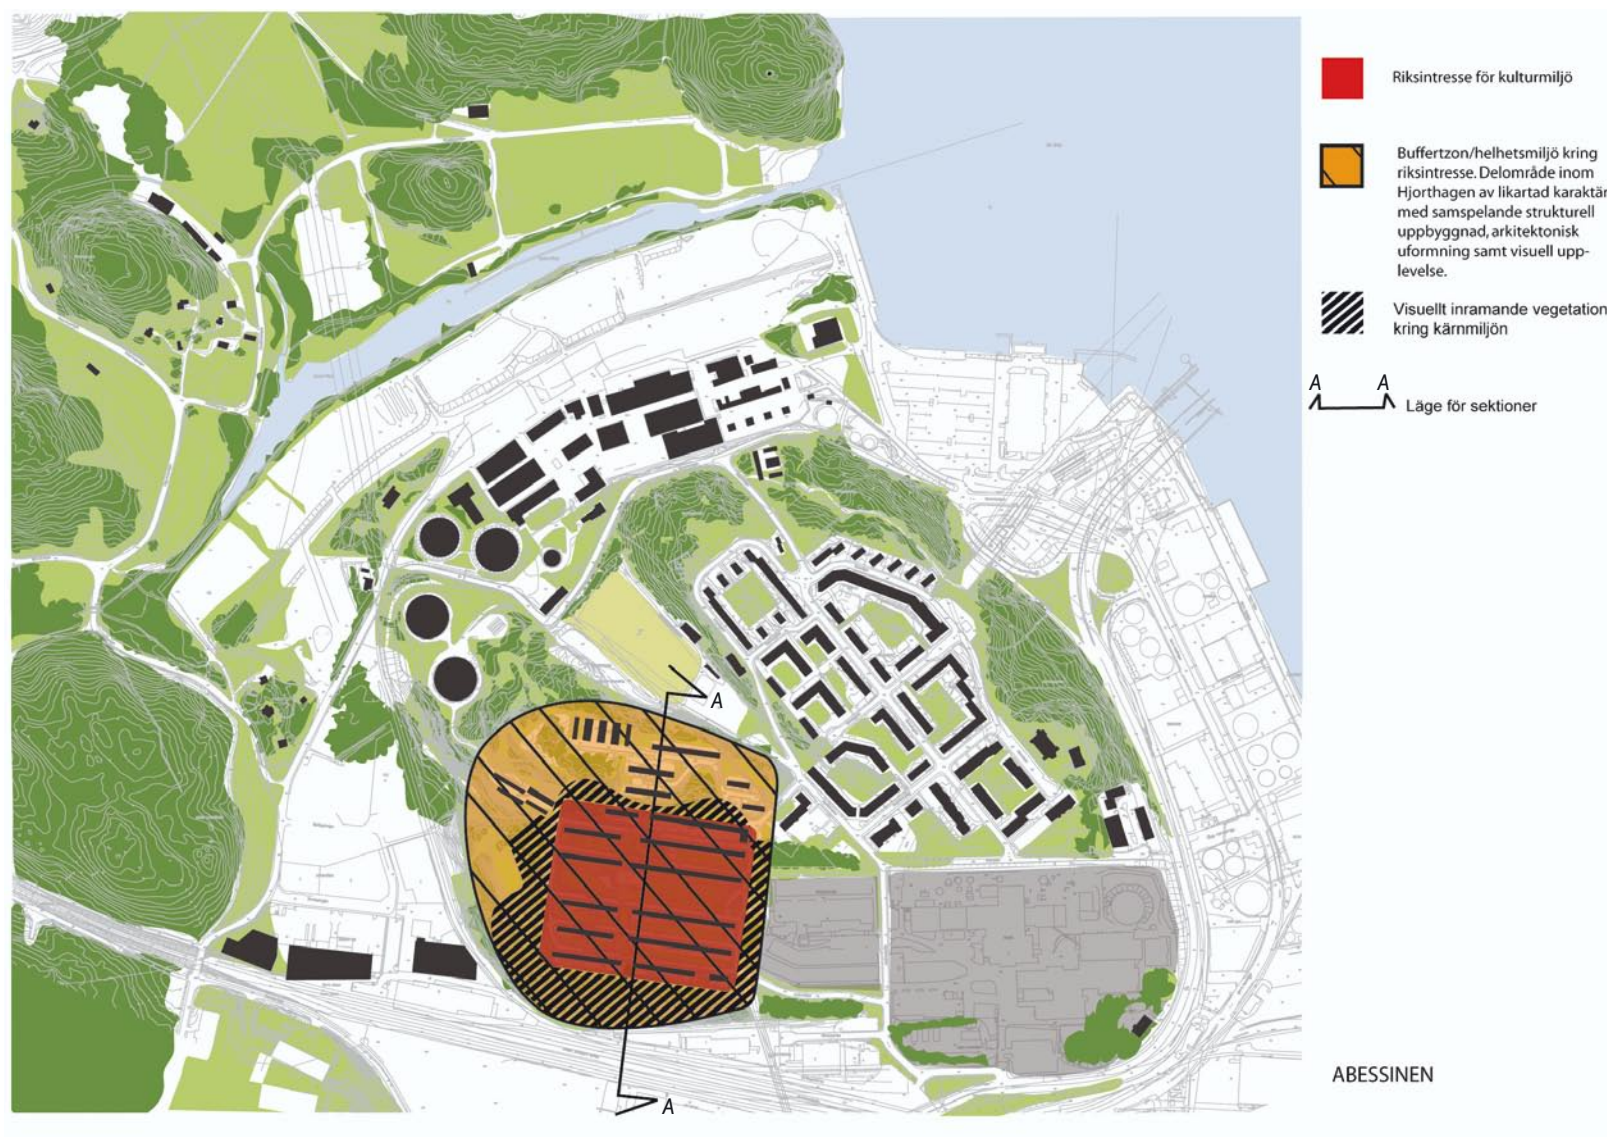 Riksintresse för kulturmiljö
Buffertzon/helhetsmiljö kring
riksintresse. Delområde inom
Hjorthagen av likartad karaktär
med samspelande strukturell
uppbyggnad, arkitektonisk
uformning samt visuell upp-
levelse.
Visuellt inramande vegetation
kring kärnmiljön
A A
Läge för sektioner
A
A
ABESSINEN